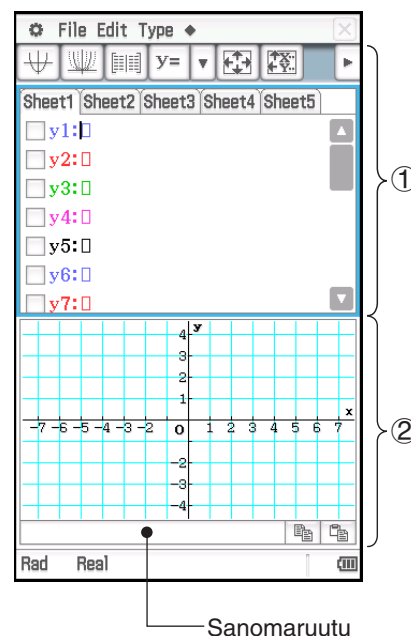 File Edit Type ◆
y=
Sheet1 Sheet2 Sheet3 Sheet4 Sheet5
y1:
y2:
y3:
y4:
y5:
y6:
y7:
①
y
4
3
2
1
x
-7 -6 -5 -4 -3 -2 0 1 2 3 4 5 6 7
-2
-3
-4
②
Rad Real
Sanomaruutu